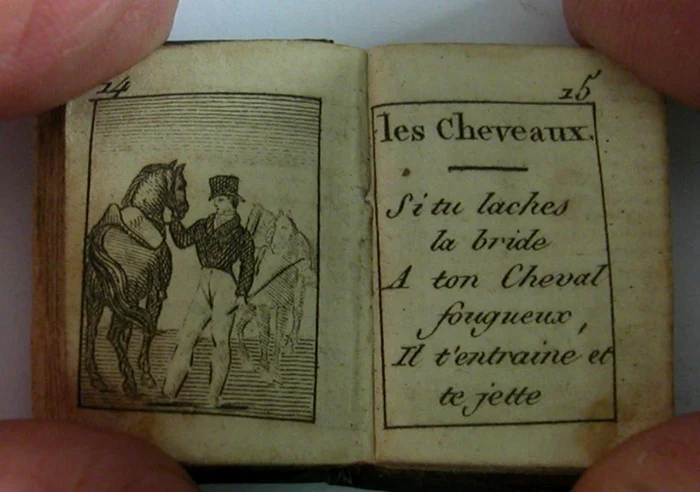 14
15
les Cheveaux.
Si tu laches
la bride
A ton Cheval
fougueux,
Il t'entraine et
te jette